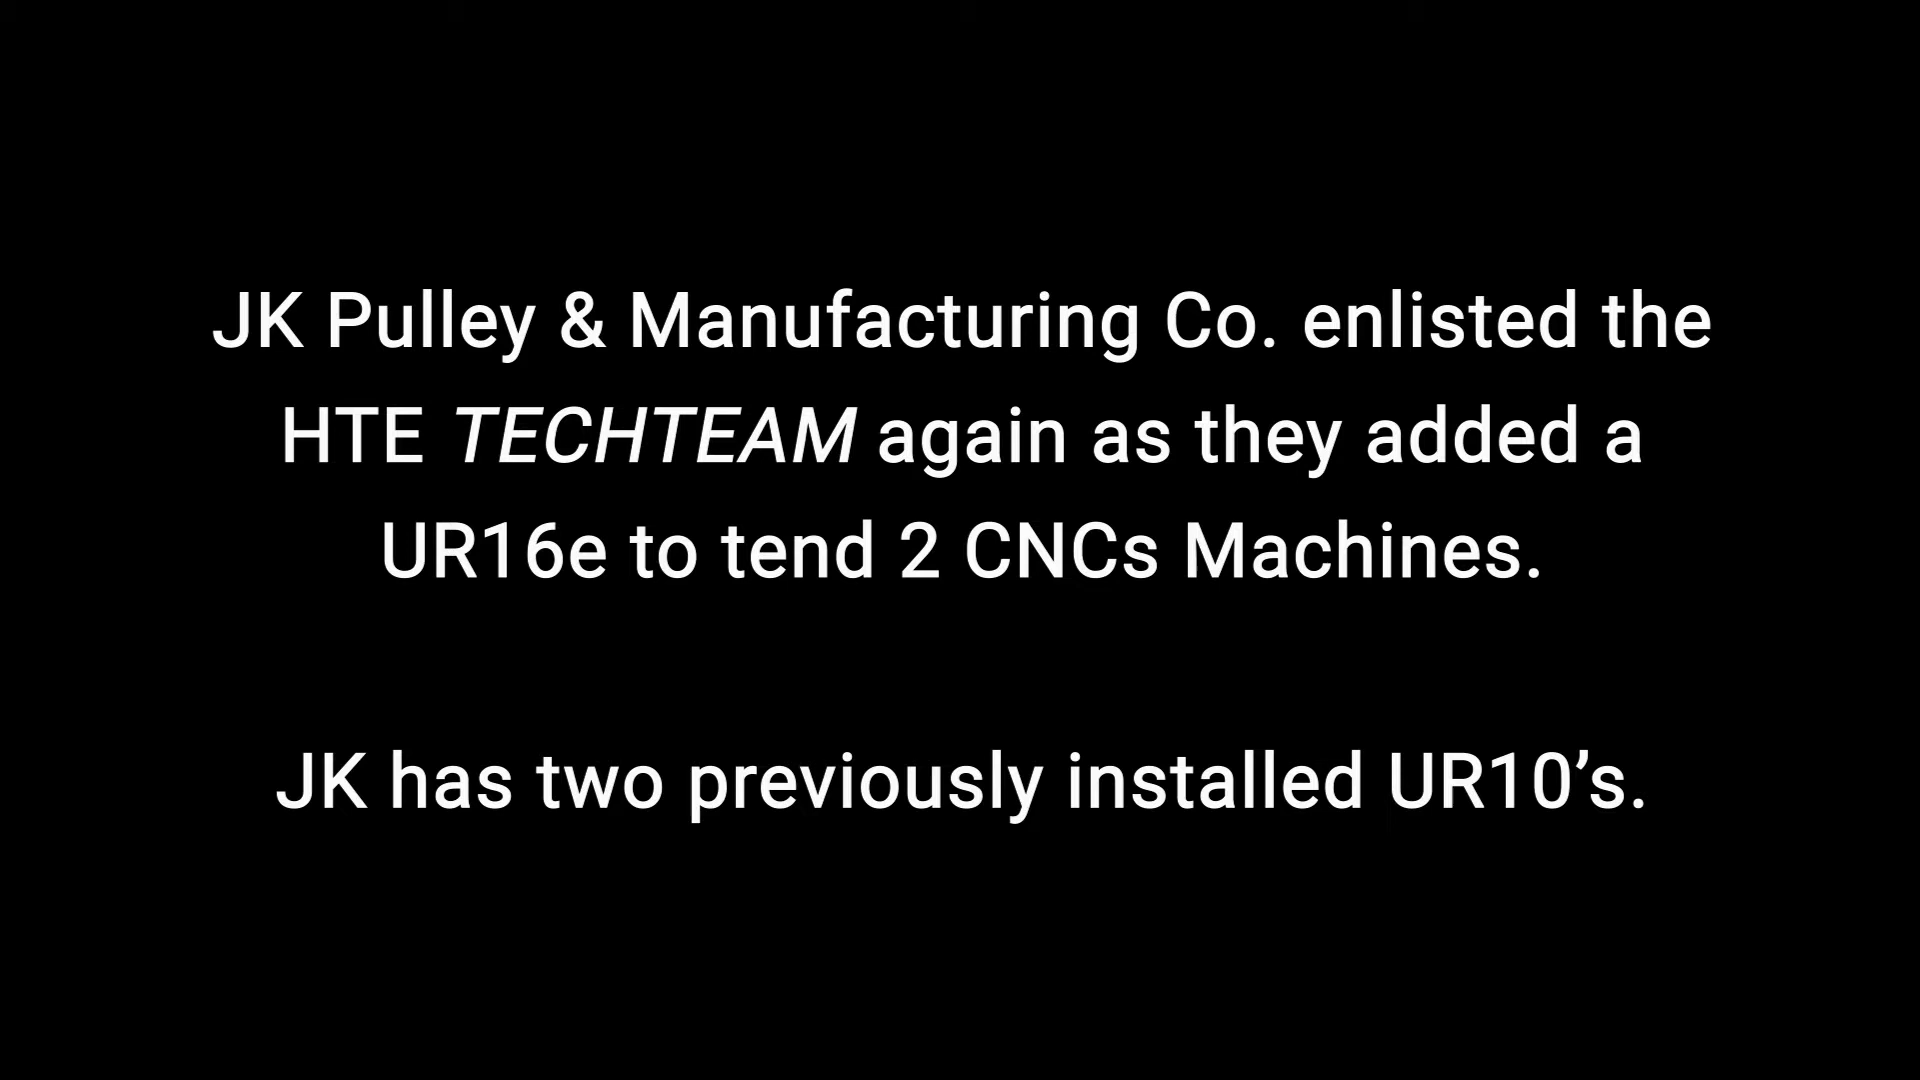 JK Pulley & Manufacturing Co. enlisted the
HTE TECHTEAM again as they added a
UR16e to tend 2 CNCs Machines.
JK has two previously installed UR10’s.